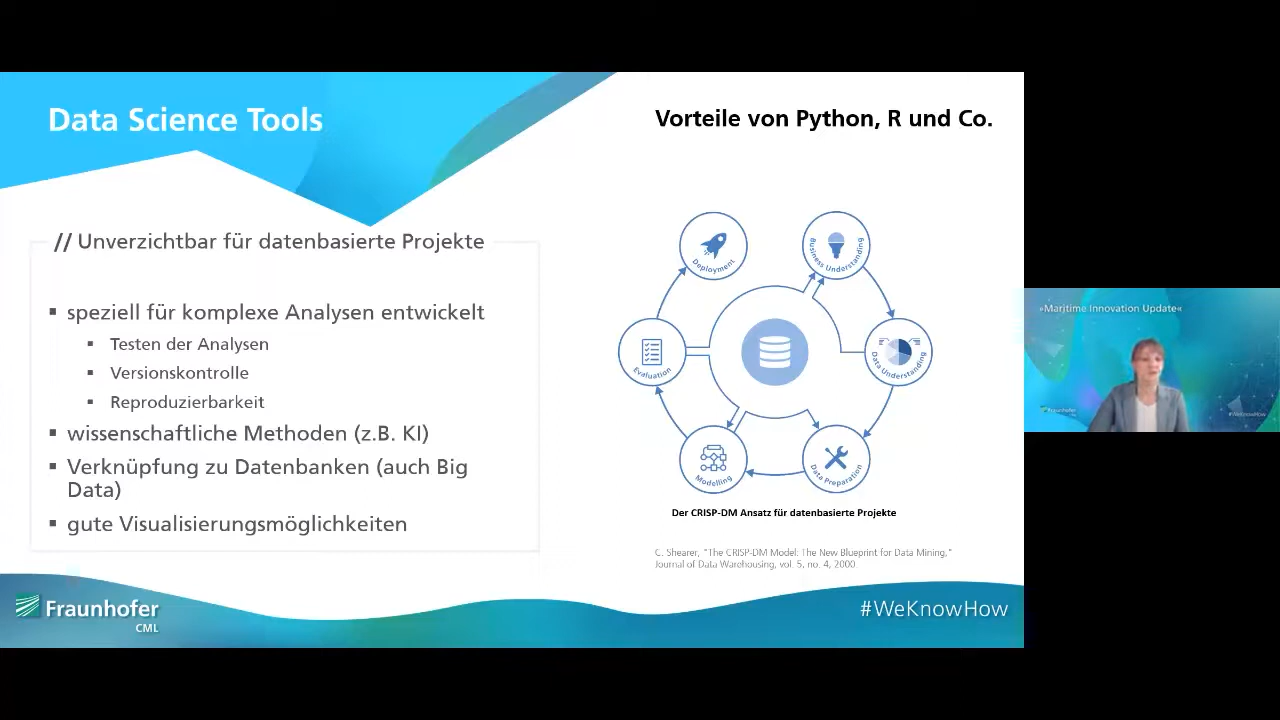 Data Science Tools
Vorteile von Python, R und Co.
// Unverzichtbar für datenbasierte Projekte
▪ speziell für komplexe Analysen entwickelt
▪ Testen der Analysen
▪ Versionskontrolle
▪ Reproduzierbarkeit
▪ wissenschaftliche Methoden (z.B. KI)
▪ Verknüpfung zu Datenbanken (auch Big
Data)
▪ gute Visualisierungsmöglichkeiten
Deployment
Business Understanding
Evaluation
Data Understanding
Modelling
Data Preparation
Der CRISP-DM Ansatz für datenbasierte Projekte
C. Shearer, "The CRISP-DM Model: The New Blueprint for Data Mining,"
Journal of Data Warehousing, vol. 5, no. 4, 2000.
Fraunhofer
CML
#WeKnowHow
»Maritime Innovation Update«
Fraunhofer
#WeKnowHow